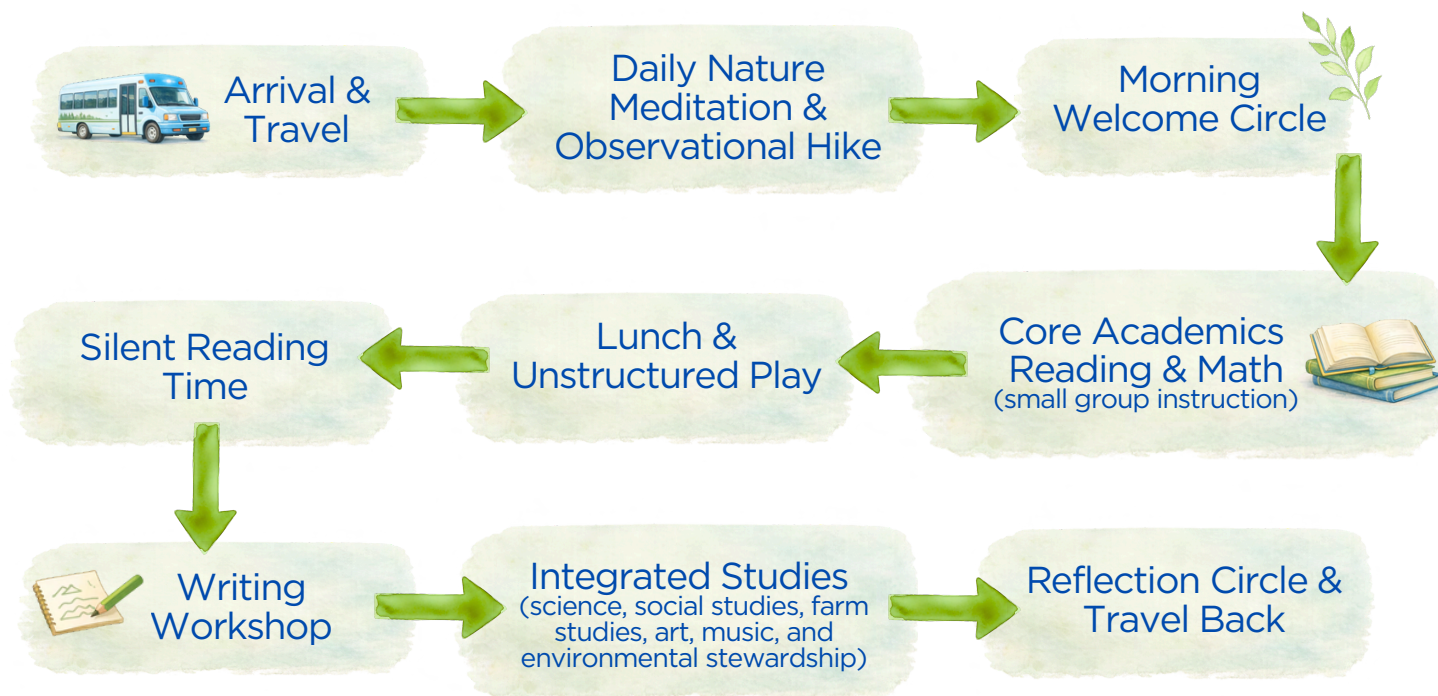 Arrival &
Travel
Daily Nature
Meditation &
Observational Hike
Morning
Welcome Circle
Core Academics
Reading & Math
(small group instruction)
Lunch &
Unstructured Play
Silent Reading
Time
Writing
Workshop
Integrated Studies
(science, social studies, farm
studies, art, music, and
environmental stewardship)
Reflection Circle &
Travel Back